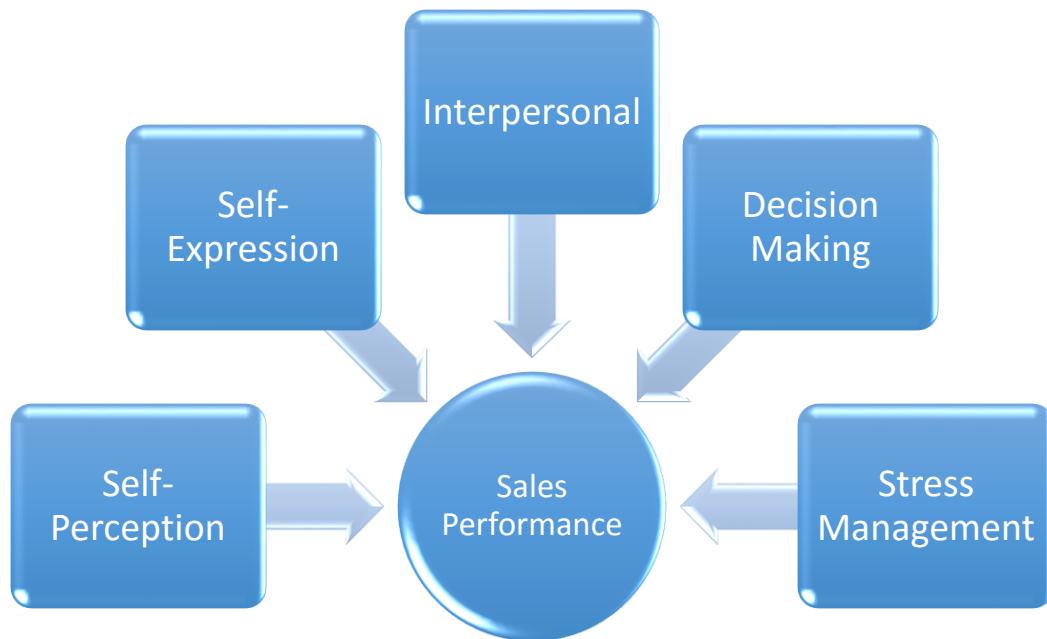 Interpersonal
Self-
Expression
Decision
Making
Self-
Perception
Sales
Performance
Stress
Management